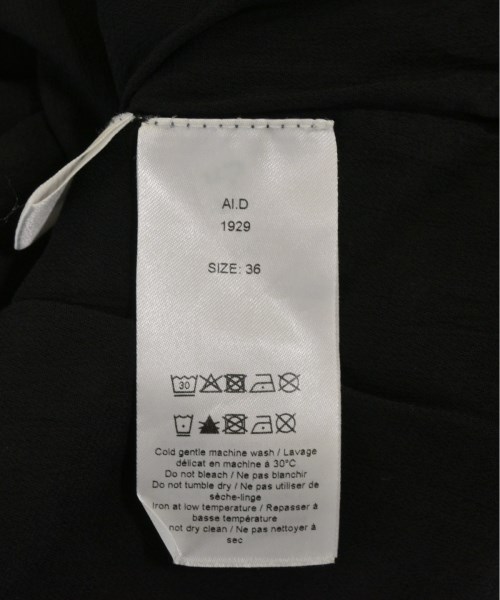 AI.D
1929
SIZE: 36
30
Cold gentle machine wash / Lavage
délicat en machine à 30°C
Do not bleach / Ne pas blanchir
Do not tumble dry / Ne pas utiliser de
sèche-linge
Iron at low temperature / Repasser à
basse température
not dry clean / Ne pas nettoyer à
sec